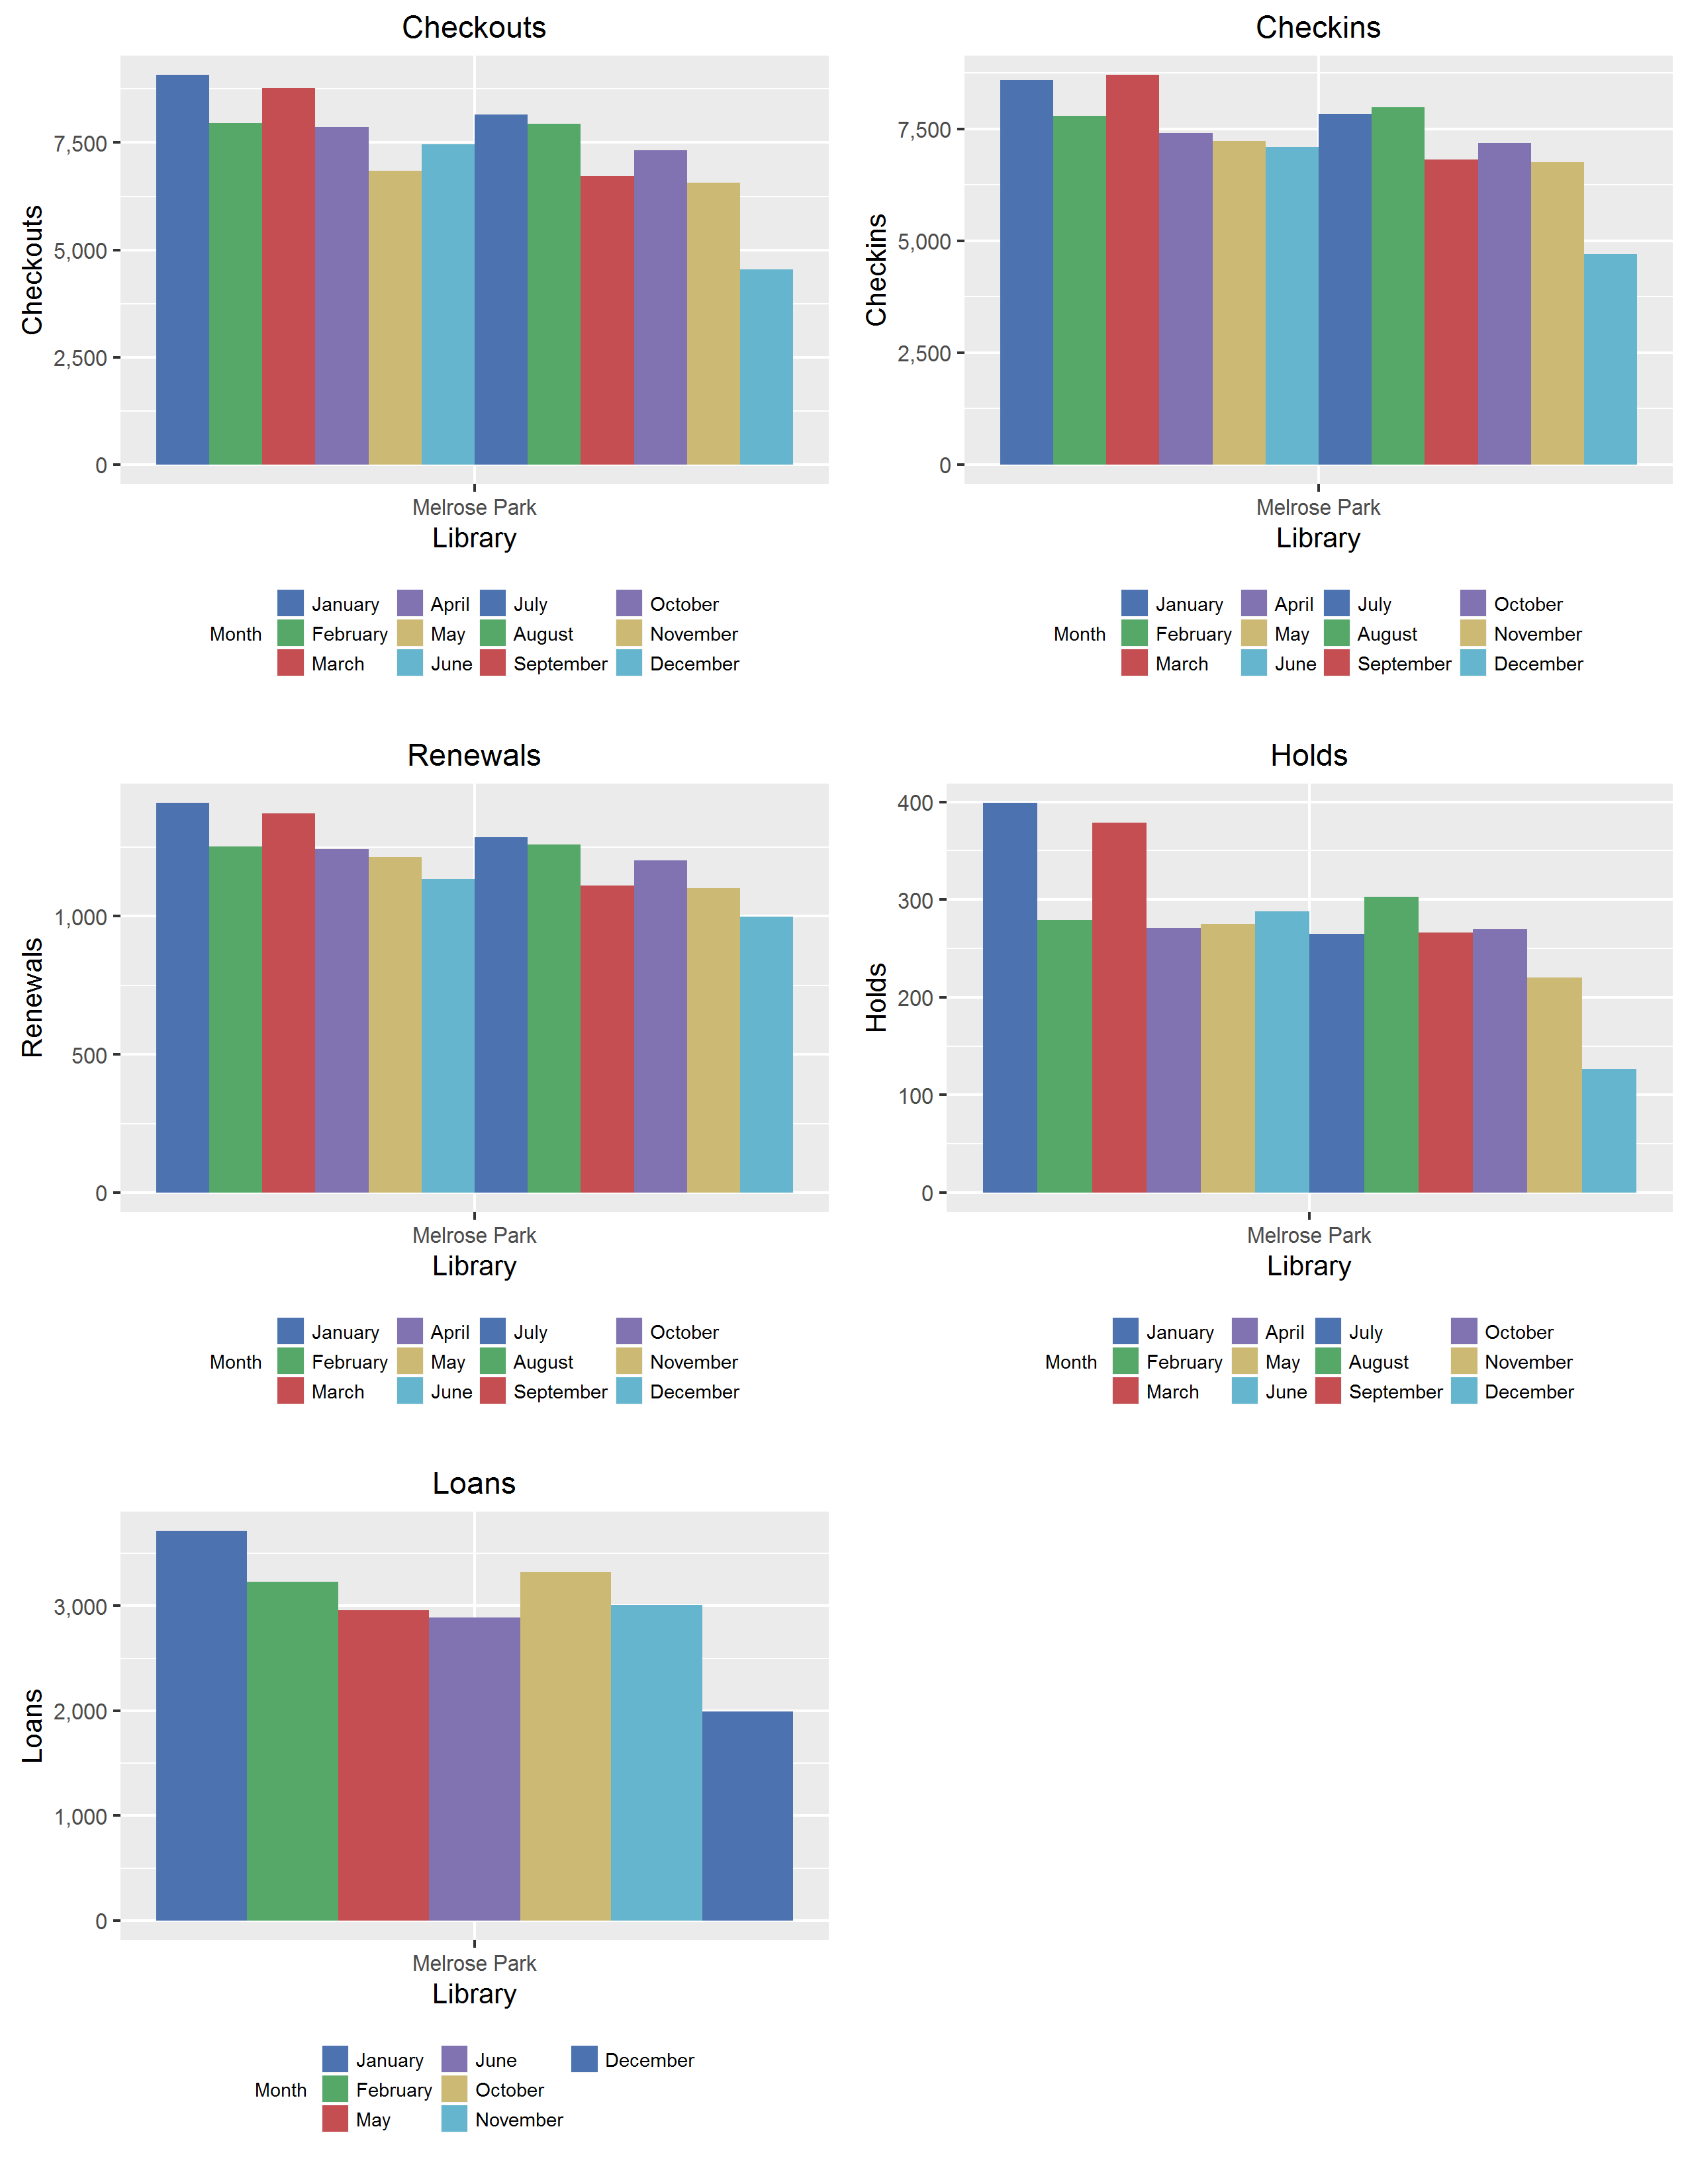 Checkouts
Checkouts
7,500
5,000
2,500
0
Melrose Park
Library
Month
January April July October
February May August November
March June September December
Checkins
Checkins
7,500
5,000
2,500
0
Melrose Park
Library
Month
January April July October
February May August November
March June September December
Renewals
Renewals
1,000
500
0
Melrose Park
Library
Month
January April July October
February May August November
March June September December
Holds
Holds
400
300
200
100
0
Melrose Park
Library
Month
January April July October
February May August November
March June September December
Loans
Loans
3,000
2,000
1,000
0
Melrose Park
Library
Month
January June December
February October
May November